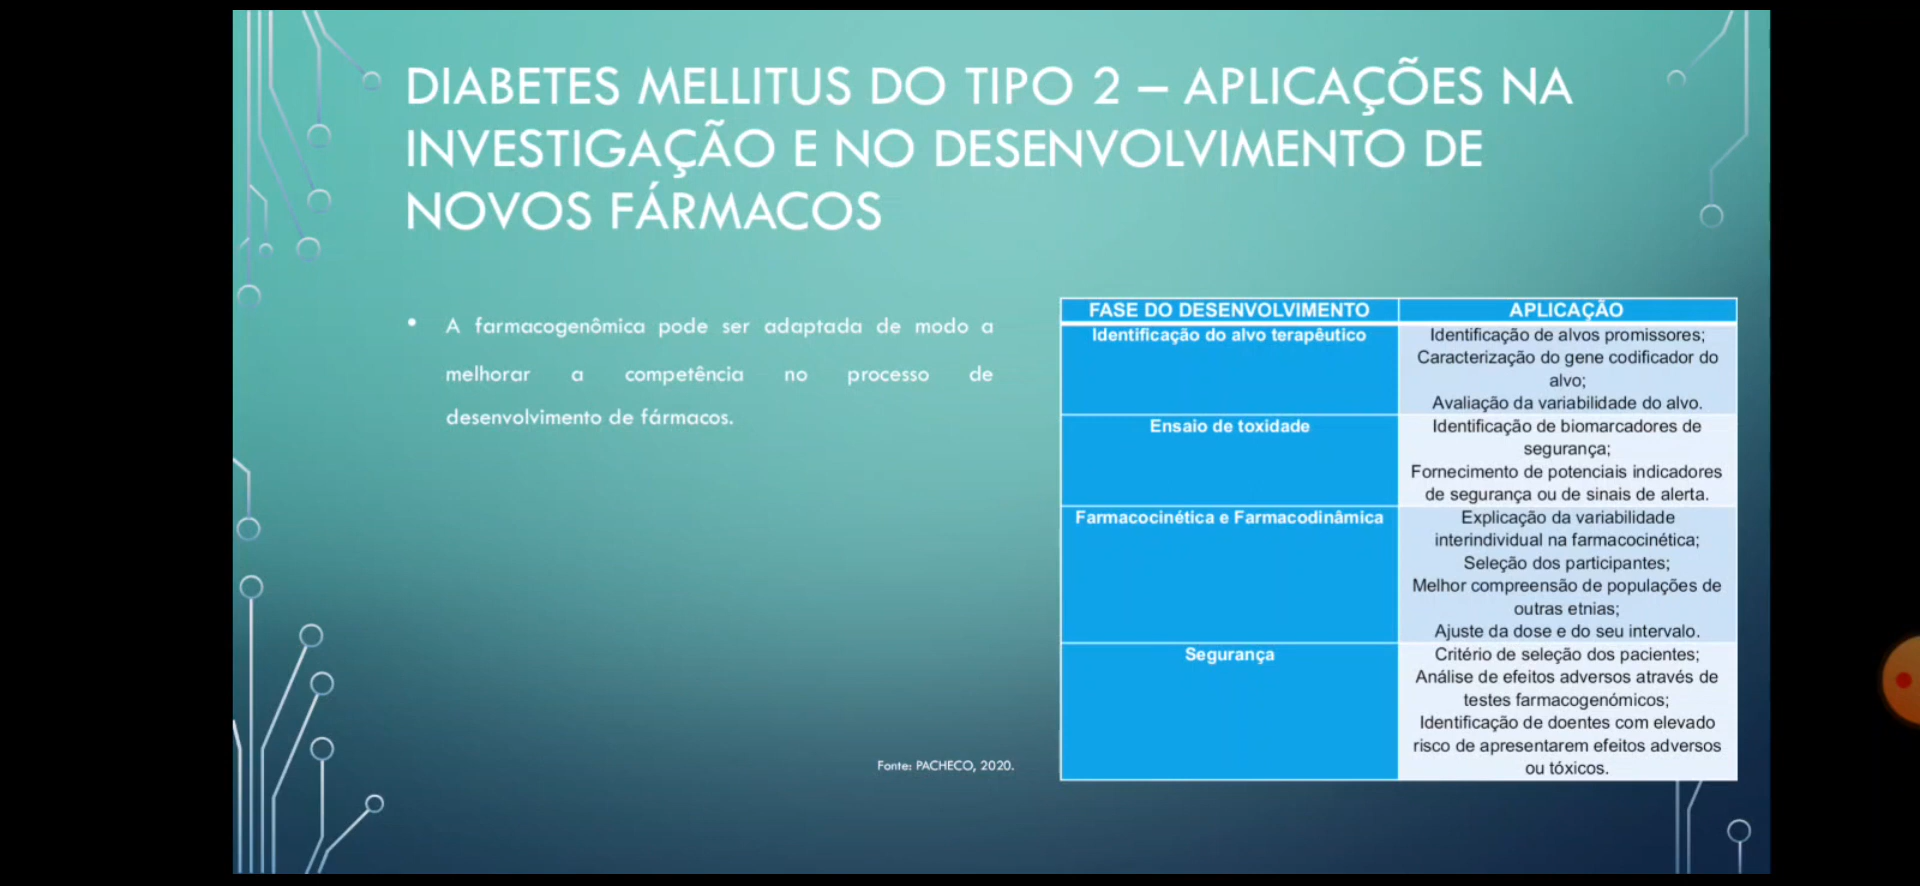 DIABETES MELLITUS DO TIPO 2 – APLICAÇÕES NA
INVESTIGAÇÃO E NO DESENVOLVIMENTO DE
NOVOS FÁRMACOS
• A farmacogenômica pode ser adaptada de modo a
melhorar a competência no processo de
desenvolvimento de fármacos.
Fonte: PACHECO, 2020.
FASE DO DESENVOLVIMENTO APLICAÇÃO
Identificação do alvo terapêutico Identificação de alvos promissores;
Caracterização do gene codificador do
alvo;
Avaliação da variabilidade do alvo.
Ensaio de toxidade Identificação de biomarcadores de
segurança;
Fornecimento de potenciais indicadores
de segurança ou de sinais de alerta.
Farmacocinética e Farmacodinâmica Explicação da variabilidade
interindividual na farmacocinética;
Seleção dos participantes;
Melhor compreensão de populações de
outras etnias;
Ajuste da dose e do seu intervalo.
Segurança Critério de seleção dos pacientes;
Análise de efeitos adversos através de
testes farmacogenómicos;
Identificação de doentes com elevado
risco de apresentarem efeitos adversos
ou tóxicos.